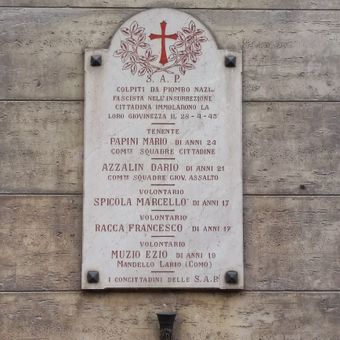 S.A.P.
COLPITI DA PIOMBO NAZI_
FASCISTA NELL'INSURREZIONE
CITTADINA IMMOLARONO LA
LORO GIOVINEZZA IL 28-4-45
TENENTE
PAPINI MARIO DI ANNI 24
COMTE SQUADRE CITTADINE
AZZALIN DARIO DI ANNI 21
COMTE SQUADRE GIOV. ASSALTO
VOLONTARIO
SPICOLA MARCELLO DI ANNI 17
VOLONTARIO
RACCA FRANCESCO DI ANNI 17
VOLONTARIO
MUZIO EZIO DI ANNI 19
MANDELLO LARIO (COMO)
I CONCITTADINI DELLE S.A.P.